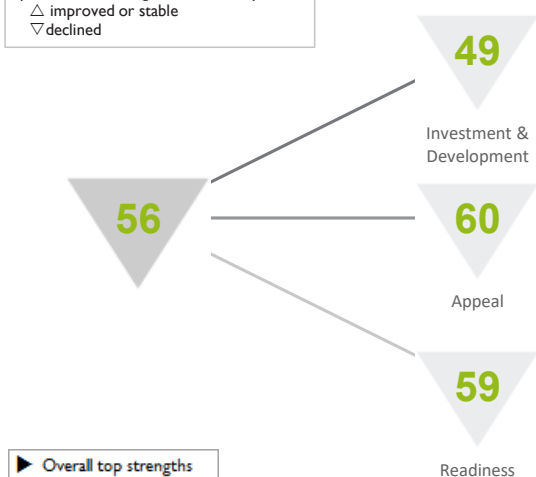 △ improved or stable
▽ declined
49
Investment &
Development
56
60
Appeal
59
Readiness
▶ Overall top strengths